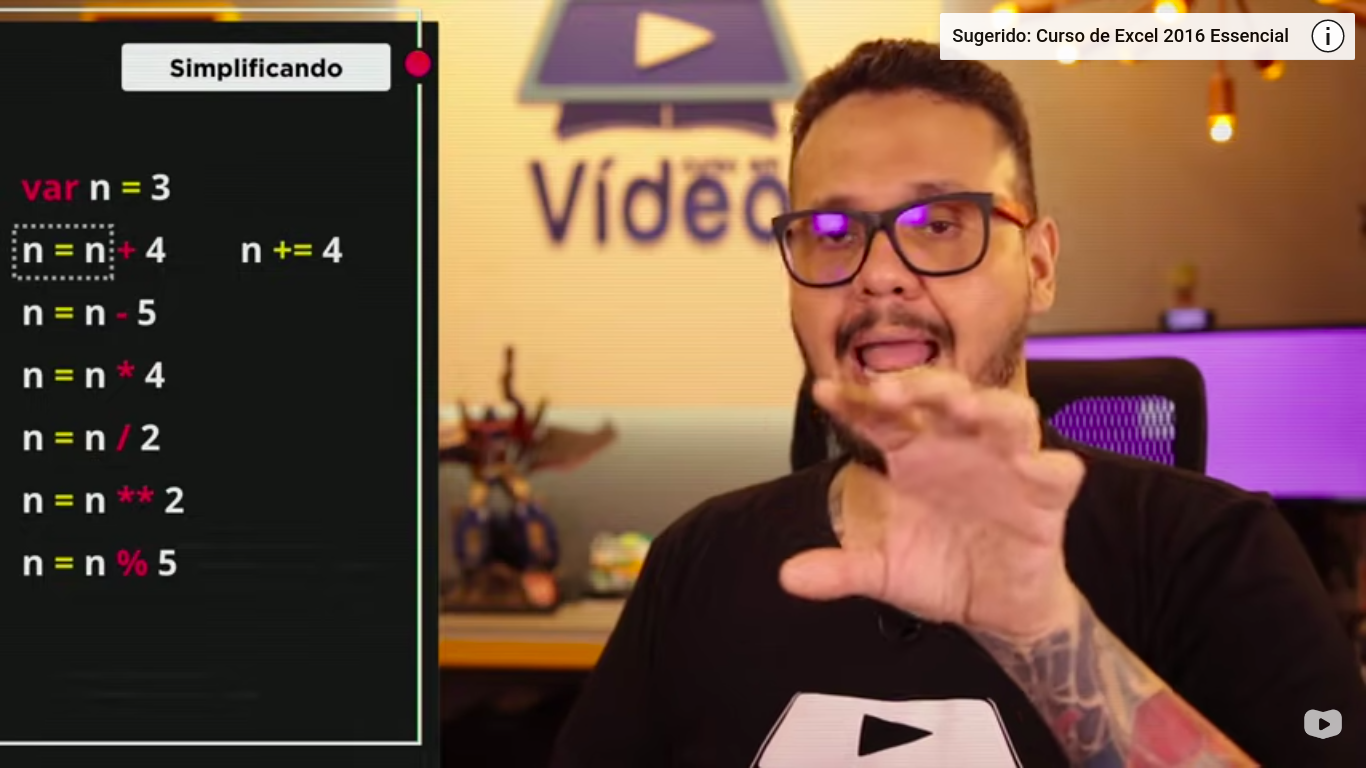 Simplificando
var n = 3
n = n + 4 n += 4
n = n - 5
n = n * 4
n = n / 2
n = n ** 2
n = n % 5
Sugerido: Curso de Excel 2016 Essencial
Vídeo